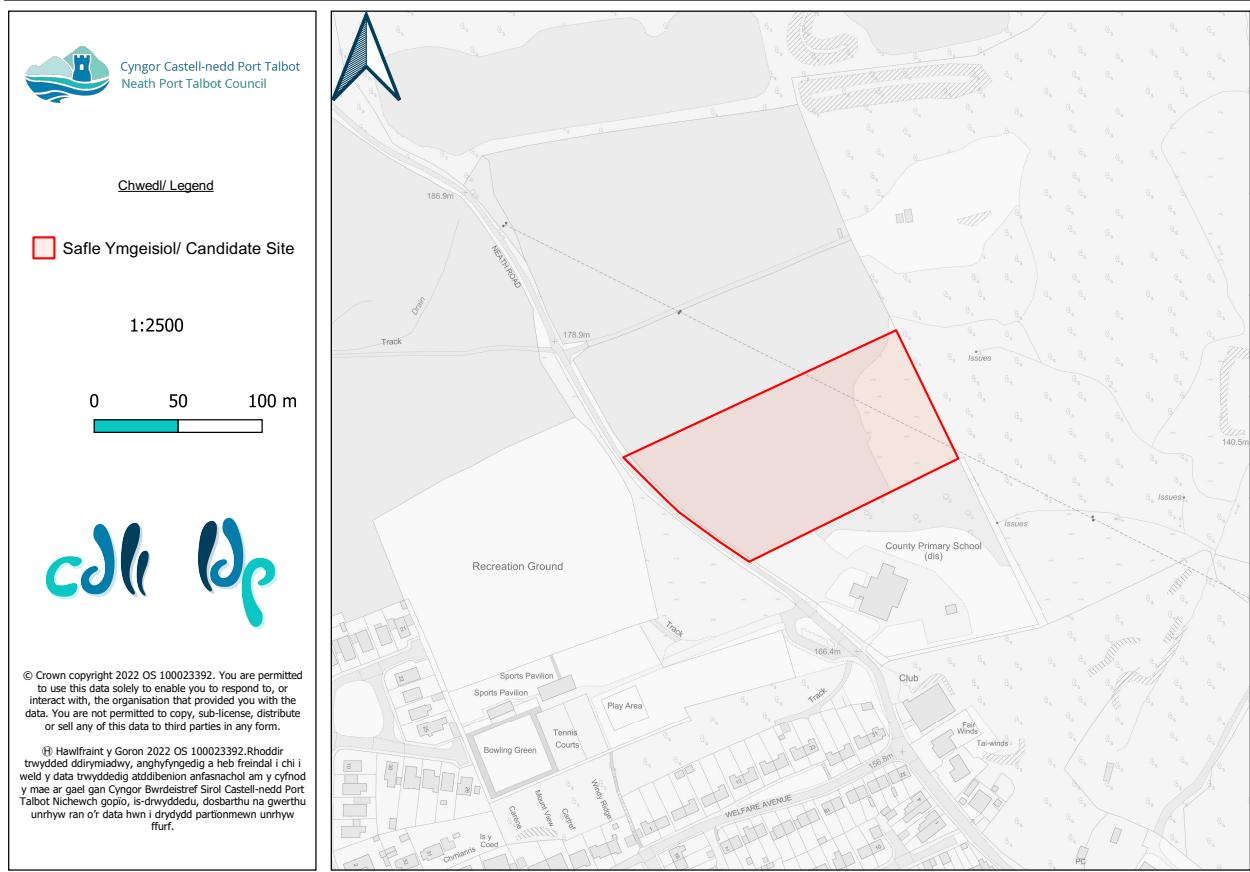 Cyngor Castell-nedd Port Talbot
Neath Port Talbot Council
Chwedl/ Legend
Safle Ymgeisiol/ Candidate Site
1:2500
0 50 100 m
cdll ldp
© Crown copyright 2022 OS 100023392. You are permitted
to use this data solely to enable you to respond to, or
interact with, the organisation that provided you with the
data. You are not permitted to copy, sub-license, distribute
or sell any of this data to third parties in any form.
Ⓗ Hawlfraint y Goron 2022 OS 100023392.Rhoddir
trwydded ddirymiadwy, anghyfyngedig a heb freindal i chi i
weld y data trwyddedig atddibenion anfasnachol am y cyfnod
y mae ar gael gan Cyngor Bwrdeistref Sirol Castell-nedd Port
Talbot Nichewch gopïo, is-drwyddedu, dosbarthu na gwerthu
unrhyw ran o'r data hwn i drydydd partïonmewn unrhyw
ffurf.
186.9m
NEATH ROAD
Drain
Track
178.9m
Issues
140.5m
Issues
Issues
County Primary School
(dis)
Recreation Ground
Track
166.4m
Sports Pavilion
Sports Pavilion
Play Area
Track
Club
Fair
Winds
Tai-winds
Bowling Green
Tennis
Courts
156.8m
WELFARE AVENUE
Windy Ridge
Carene
Mount View
Cartref
Is y
Coed
Chrhianris
PC